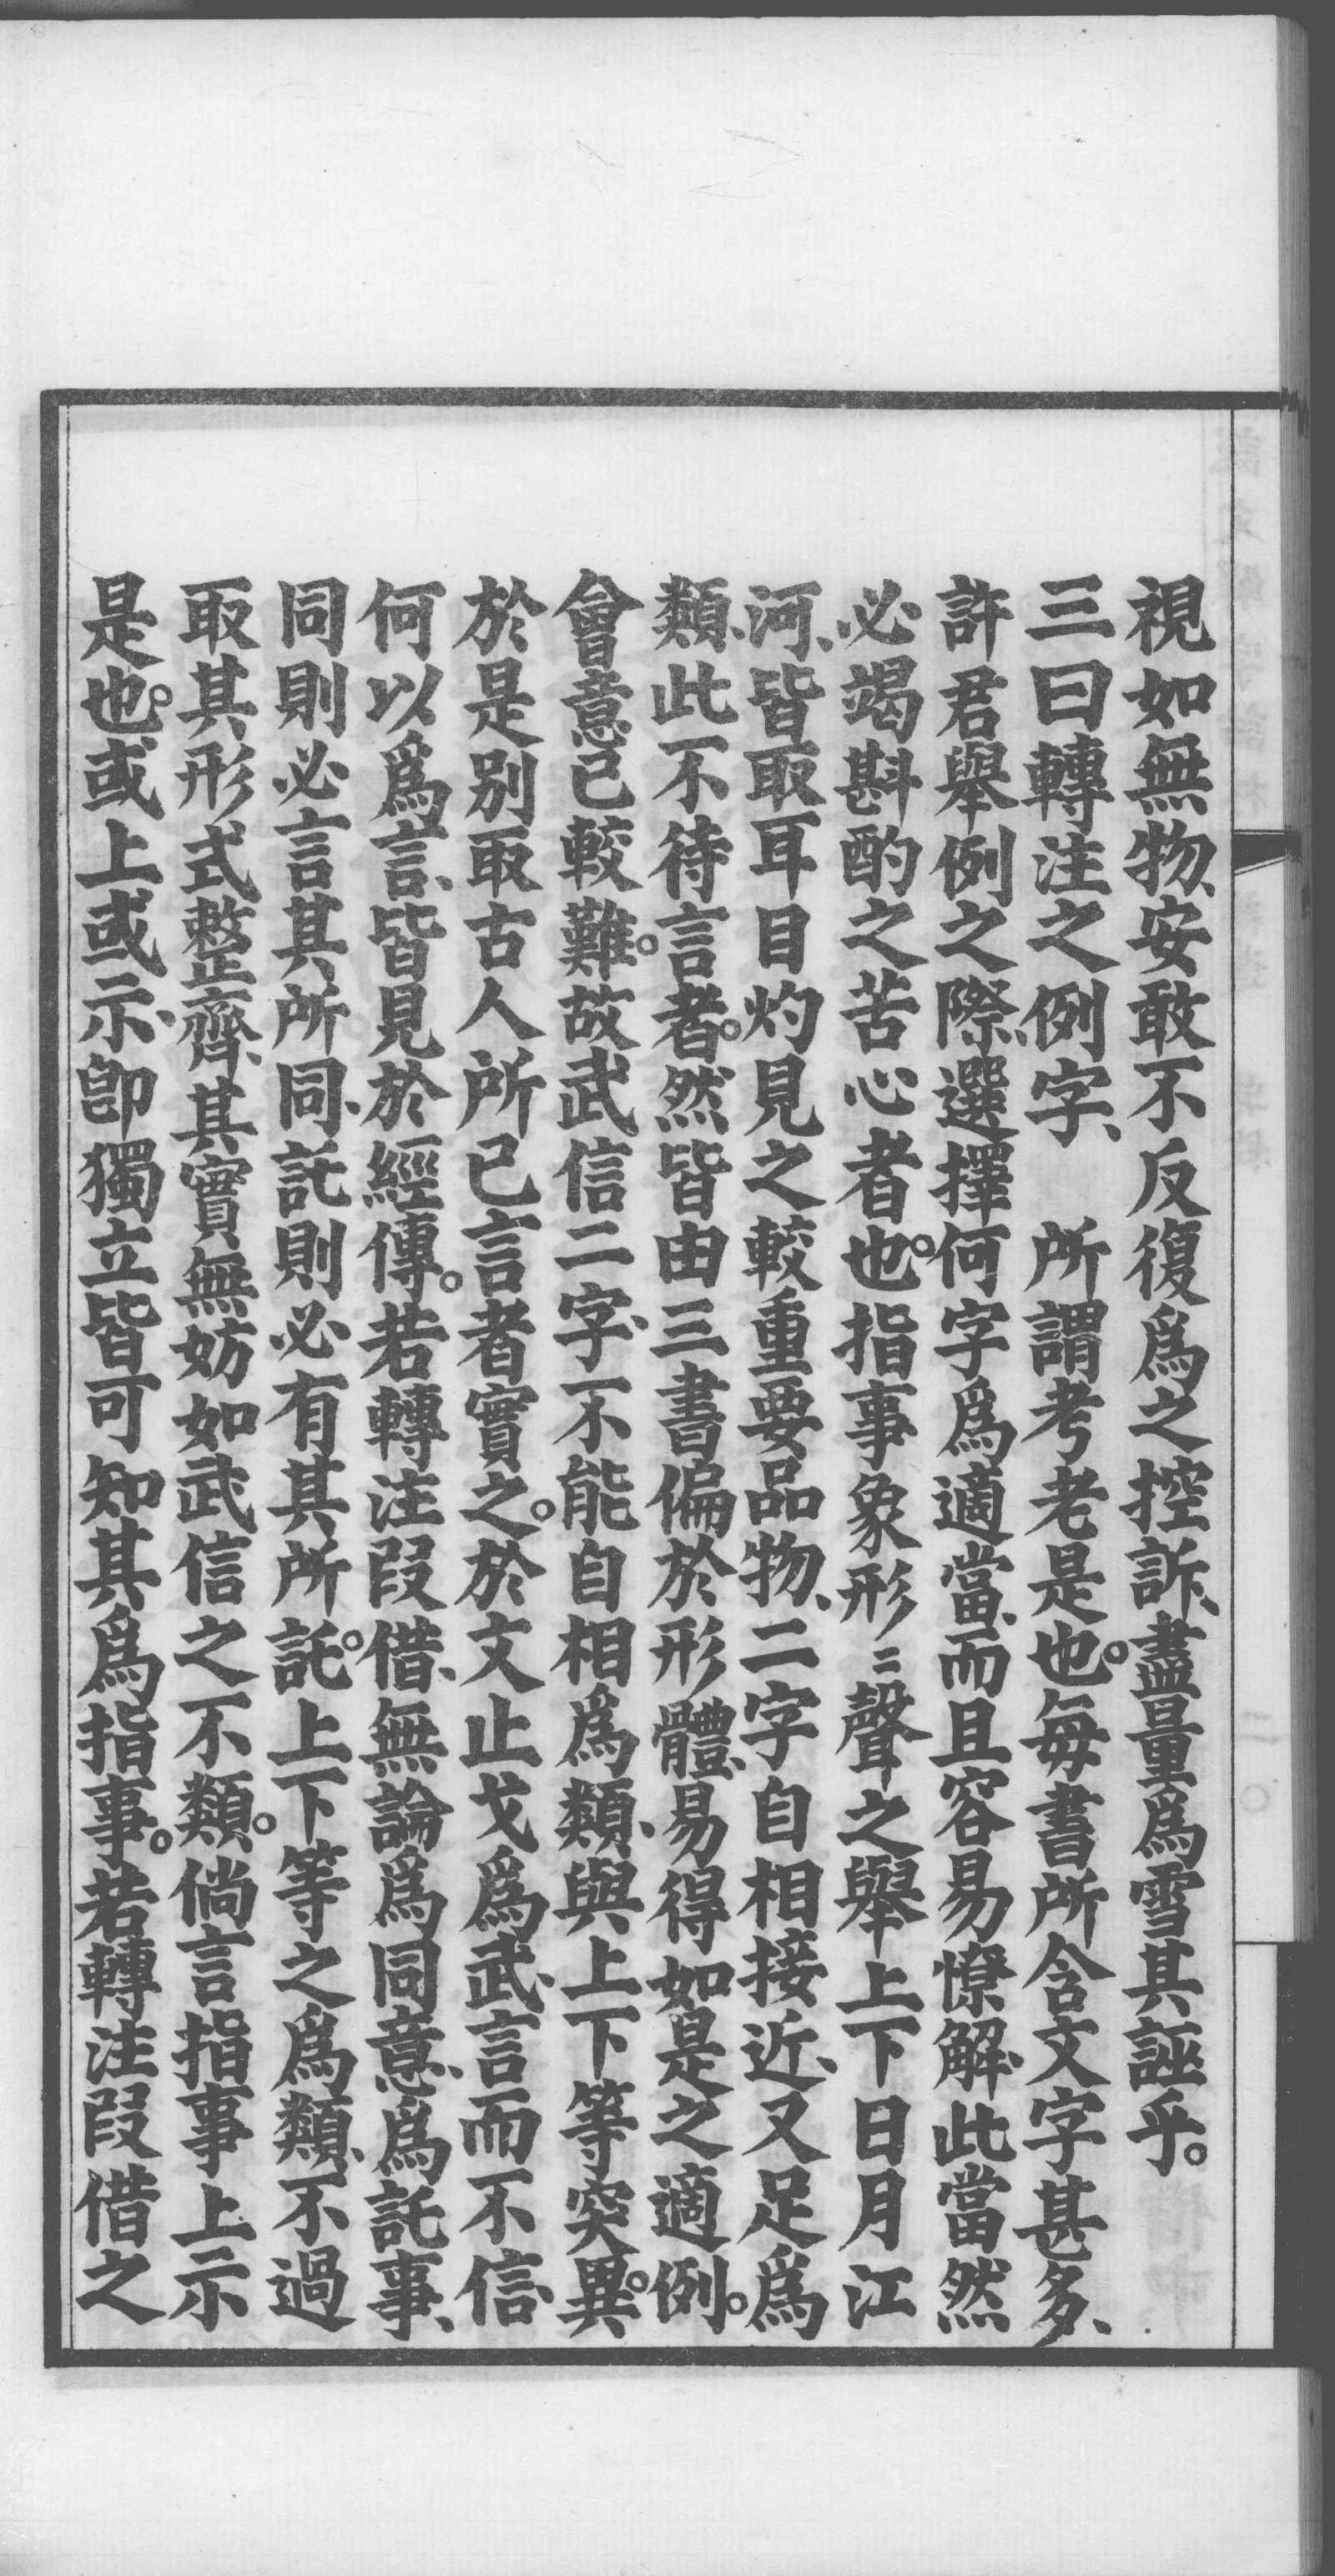 視如無物、安敢不反復爲之控訴、盡量爲雪其誣乎。
三曰轉注之例字、　所謂考老是也。每書所含文字甚多、
許君舉例之際、選擇何字爲適當、而且容易憭解、此當然
必竭斟酌之苦心者也。指事象形〻聲之舉上下日月江
河、皆取耳目灼見之較重要品物、二字自相接近、又足爲
類、此不待言者。然皆由三書偏於形體、易得如是之適例。
會意已較難。故武信二字、不能自相爲類、與上下等突異。
於是別取古人所已言者實之。於文止戈爲武、言而不信、
何以爲言、皆見於經傳。若轉注叚借、無論爲同意、爲託事、
同則必言其所同、託則必有其所託。上下等之爲類、不過
取其形式整齊、其實無妨如武信之不類。倘言指事上示
是也。或上或示、卽獨立皆可知其爲指事。若轉注叚借之